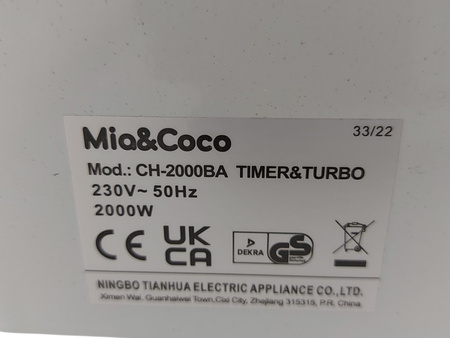 Mia&Coco
33/22
Mod.: CH-2000BA TIMER&TURBO
230V~ 50Hz
2000W
CE UK CA DEKRA GS
NINGBO TIANHUA ELECTRIC APPLIANCE CO.,LTD.
Ximen Wai, Guanhaiwei Town,Cixi City, Zhejiang 315315, P.R. China